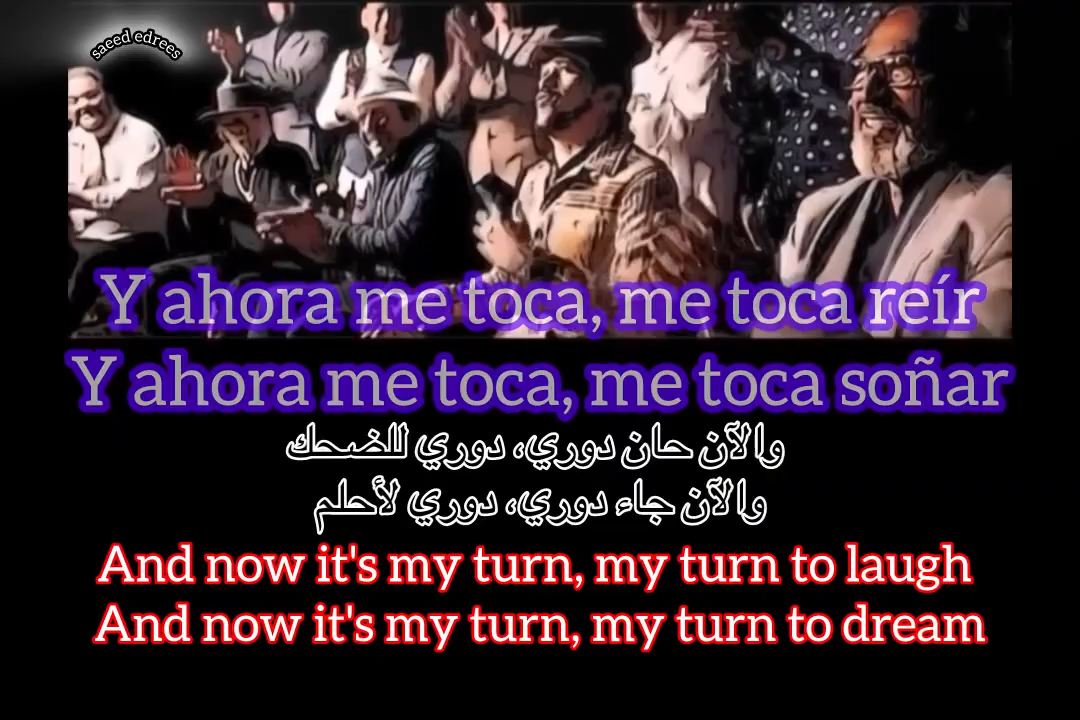 saeed edrees
Y ahora me toca, me toca reír
Y ahora me toca, me toca soñar
والآن حان دوري، دوري للضحك
والآن جاء دوري، دوري لأحلم
And now it's my turn, my turn to laugh
And now it's my turn, my turn to dream